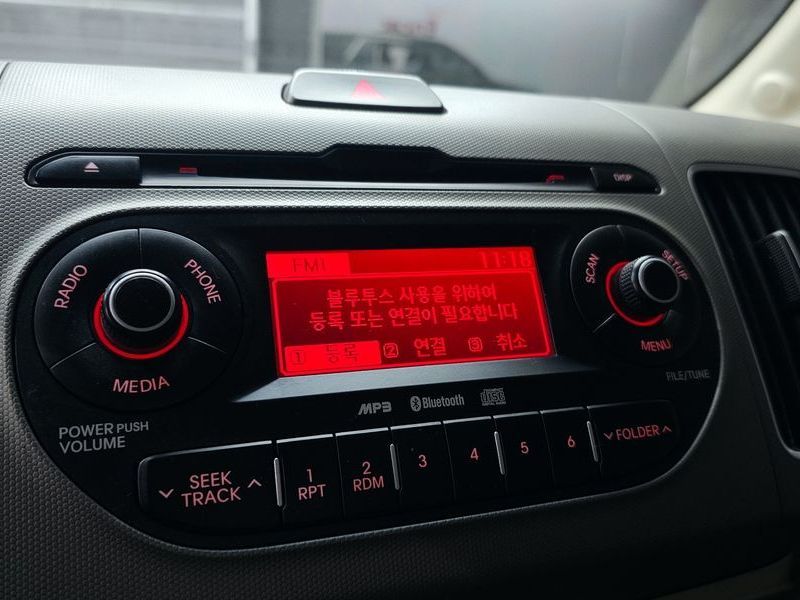 DISP
RADIO
PHONE
MEDIA
POWER PUSH
VOLUME
FM1
11:18
블루투스 사용을 위하여
등록 또는 연결이 필요합니다
1 등록 2 연결 3 취소
SCAN
SETUP
MENU
FILE/TUNE
MP3 Bluetooth disc
SEEK
TRACK
1
RPT
2
RDM
3
4
5
6
FOLDER